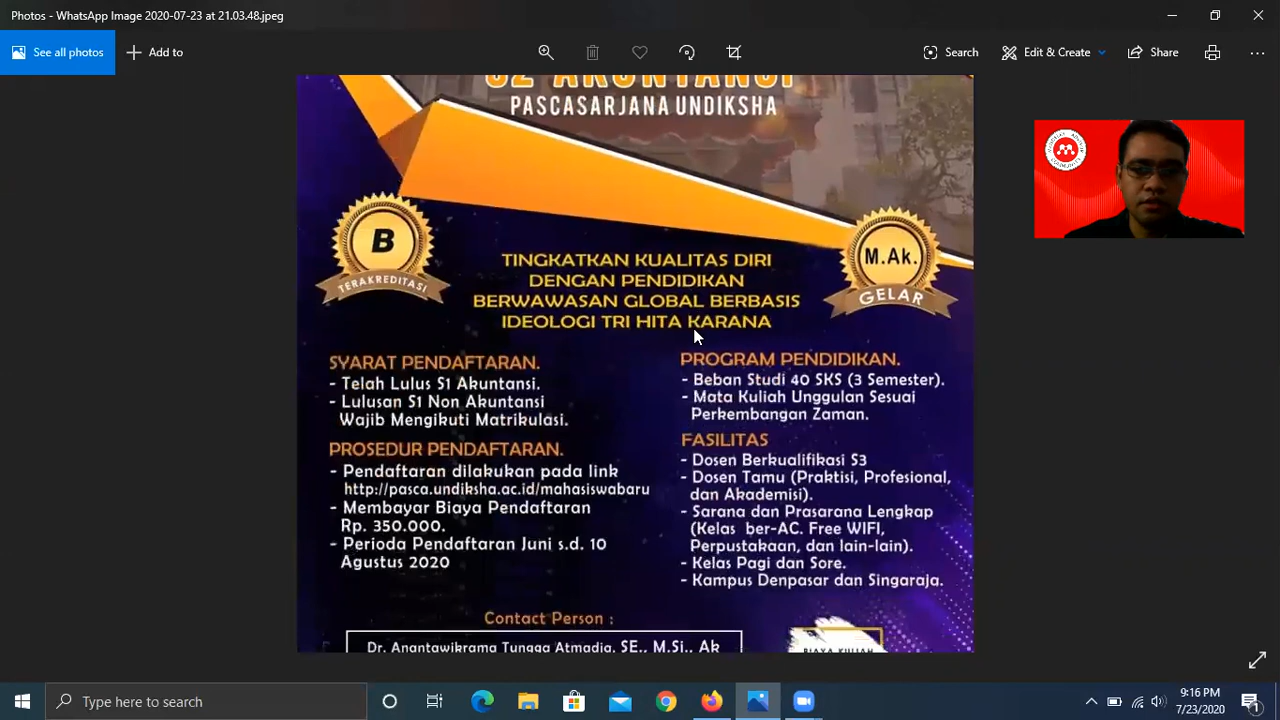 Photos - WhatsApp Image 2020-07-23 at 21.03.48.jpeg
See all photos
Add to
Search
Edit & Create
Share
S2 AKUNTANSI
PASCASARJANA UNDIKSHA
B
TERAKREDITASI
M.Ak.
GELAR
TINGKATKAN KUALITAS DIRI
DENGAN PENDIDIKAN
BERWAWASAN GLOBAL BERBASIS
IDEOLOGI TRI HITA KARANA
SYARAT PENDAFTARAN.
- Telah Lulus S1 Akuntansi.
- Lulusan S1 Non Akuntansi
Wajib Mengikuti Matrikulasi.
PROSEDUR PENDAFTARAN.
- Pendaftaran dilakukan pada link
http://pasca.undiksha.ac.id/mahasiswabaru
- Membayar Biaya Pendaftaran
Rp. 350.000.
- Perioda Pendaftaran Juni s.d. 10
Agustus 2020
PROGRAM PENDIDIKAN.
- Beban Studi 40 SKS (3 Semester).
- Mata Kuliah Unggulan Sesuai
Perkembangan Zaman.
FASILITAS
- Dosen Berkualifikasi S3
- Dosen Tamu (Praktisi, Profesional,
dan Akademisi).
- Sarana dan Prasarana Lengkap
(Kelas ber-AC. Free WIFI,
Perpustakaan, dan lain-lain).
- Kelas Pagi dan Sore.
- Kampus Denpasar dan Singaraja.
Contact Person :
Dr. Anantawikrama Tungga Atmadja, SE., M.Si., Ak
BIAYA KULIAH
Type here to search
9:16 PM
7/23/2020
1